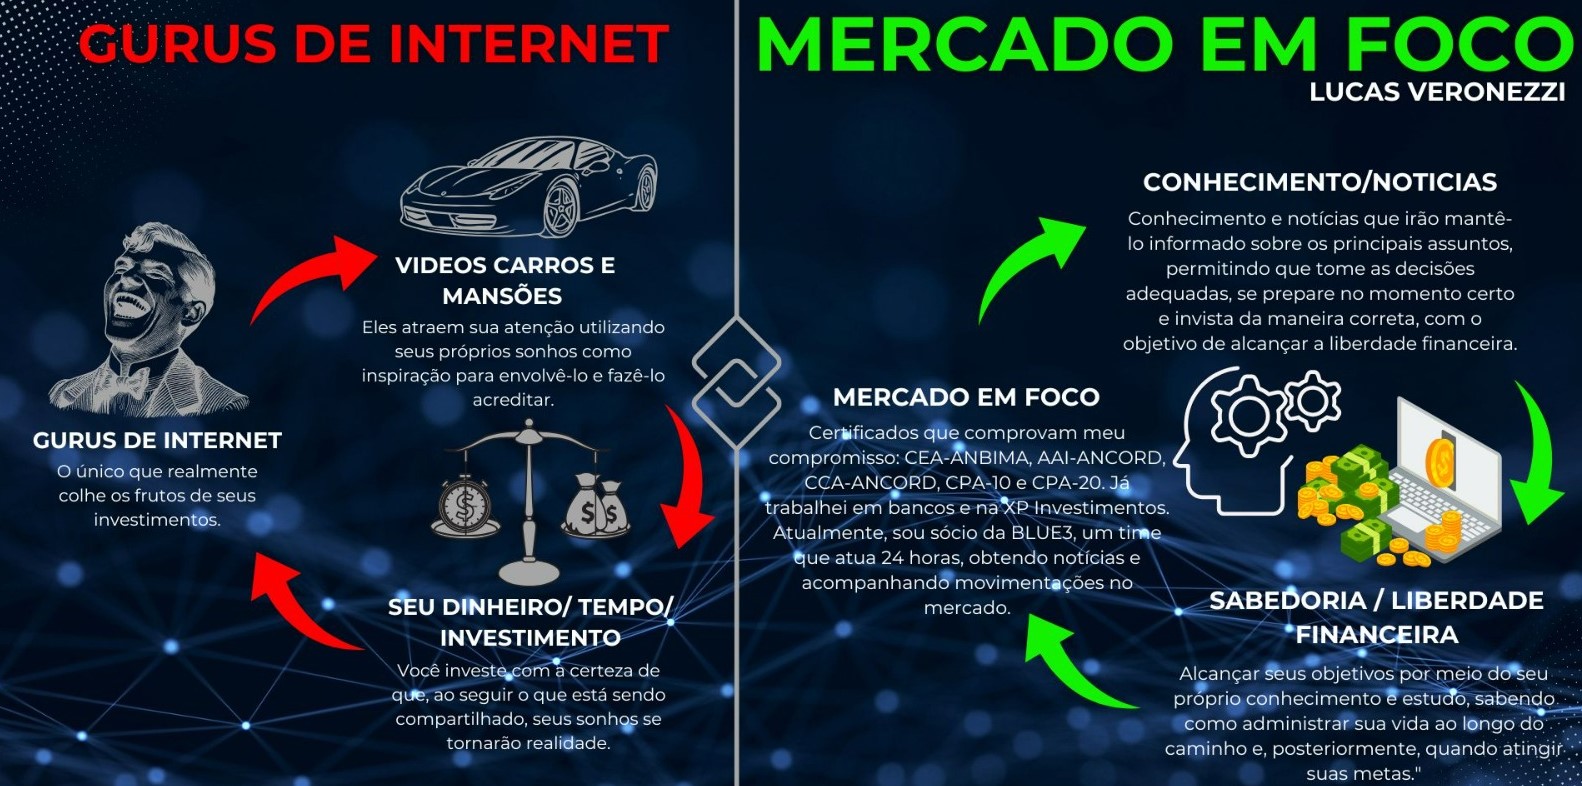 GURUS DE INTERNET
VIDEOS CARROS E
MANSÕES
Eles atraem sua atenção utilizando
seus próprios sonhos como
inspiração para envolvê-lo e fazê-lo
acreditar.
GURUS DE INTERNET
O único que realmente
colhe os frutos de seus
investimentos.
$
$
$
SEU DINHEIRO/ TEMPO/
INVESTIMENTO
Você investe com a certeza de
que, ao seguir o que está sendo
compartilhado, seus sonhos se
tornarão realidade.
MERCADO EM FOCO
LUCAS VERONEZZI
CONHECIMENTO/NOTICIAS
Conhecimento e notícias que irão mantê-
lo informado sobre os principais assuntos,
permitindo que tome as decisões
adequadas, se prepare no momento certo
e invista da maneira correta, com o
objetivo de alcançar a liberdade financeira.
MERCADO EM FOCO
Certificados que comprovam meu
compromisso: CEA-ANBIMA, AAI-ANCORD,
CCA-ANCORD, CPA-10 e CPA-20. Já
trabalhei em bancos e na XP Investimentos.
Atualmente, sou sócio da BLUE3, um time
que atua 24 horas, obtendo notícias e
acompanhando movimentações no
mercado.
$
SABEDORIA / LIBERDADE
FINANCEIRA
Alcançar seus objetivos por meio do seu
próprio conhecimento e estudo, sabendo
como administrar sua vida ao longo do
caminho e, posteriormente, quando atingir
suas metas."